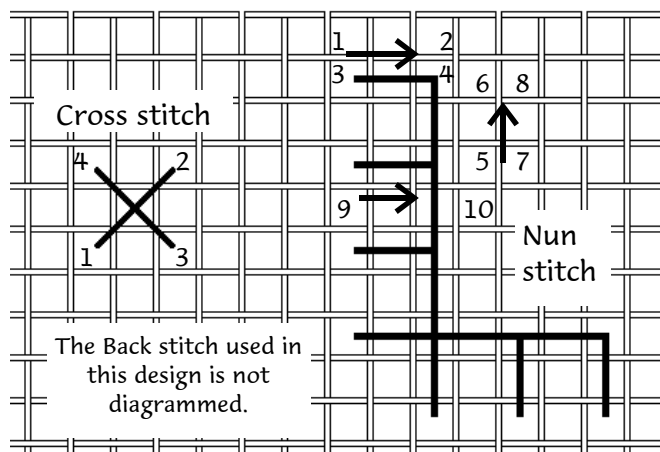 1 2
3 4
6 8
Cross stitch
4 2
5 7
9 10
1 3
Nun
stitch
The Back stitch used in
this design is not
diagrammed.